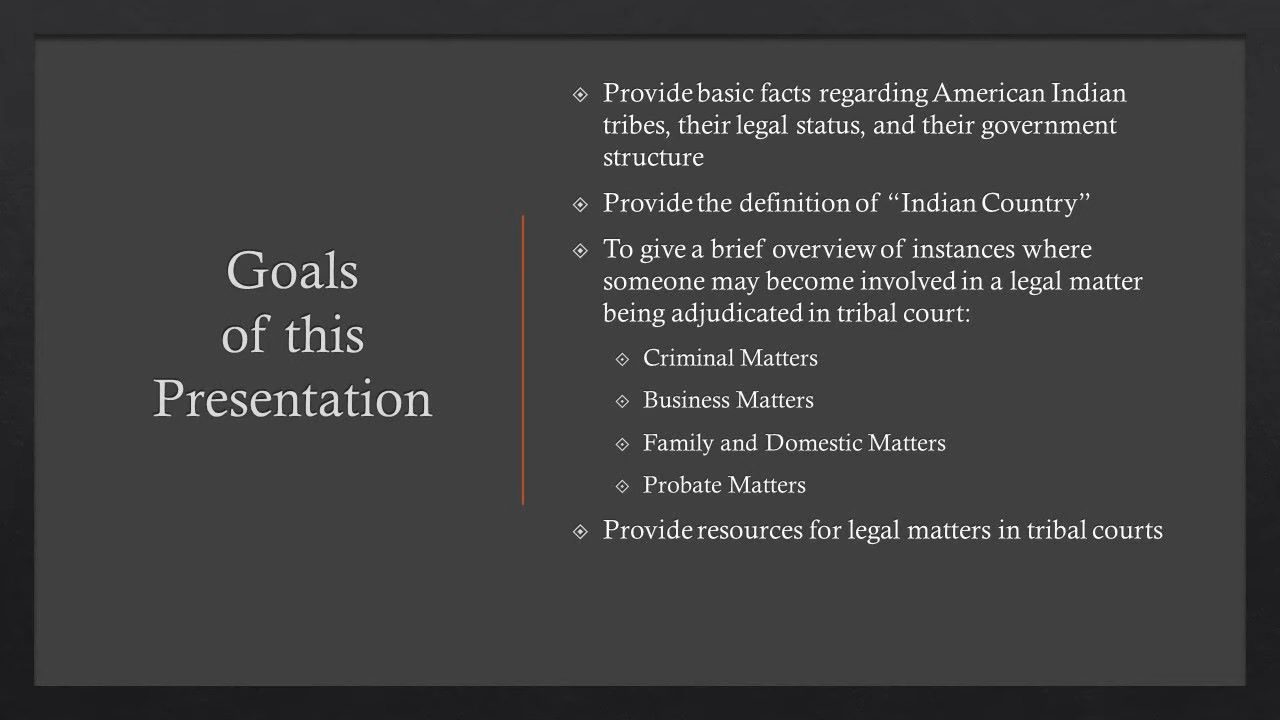 Goals
of this
Presentation
Provide basic facts regarding American Indian
tribes, their legal status, and their government
structure
Provide the definition of “Indian Country”
To give a brief overview of instances where
someone may become involved in a legal matter
being adjudicated in tribal court:
Criminal Matters
Business Matters
Family and Domestic Matters
Probate Matters
Provide resources for legal matters in tribal courts